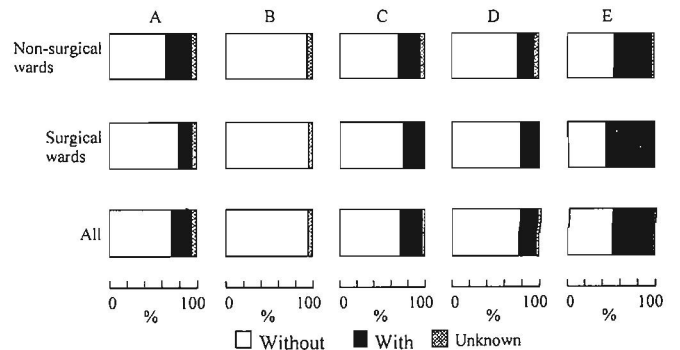 A B C D E
Non-surgical
wards
Surgical
wards
All
0 100 0 100 0 100 0 100 0 100
% % % % %
Without With Unknown